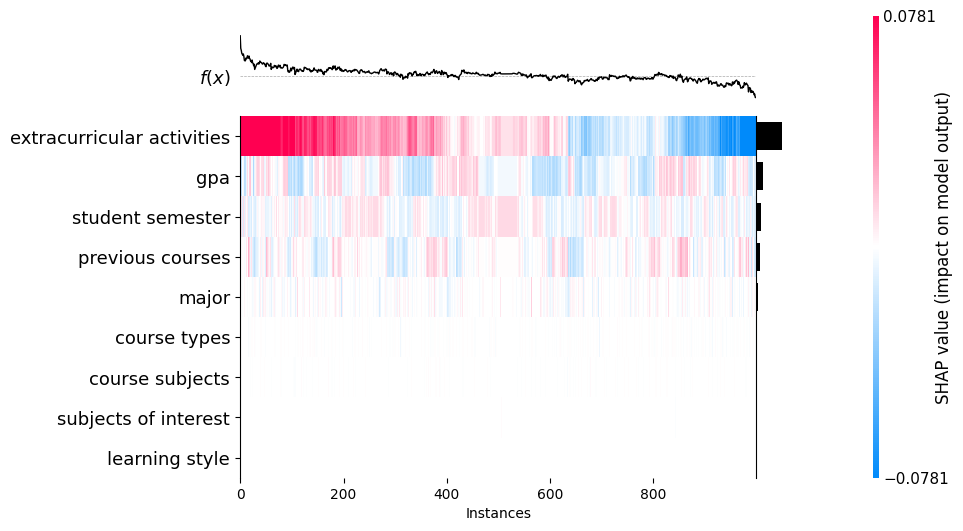 0.0781
f(x)
extracurricular activities
gpa
student semester
previous courses
major
course types
course subjects
subjects of interest
learning style
0 200 400 600 800
Instances
SHAP value (impact on model output)
−0.0781